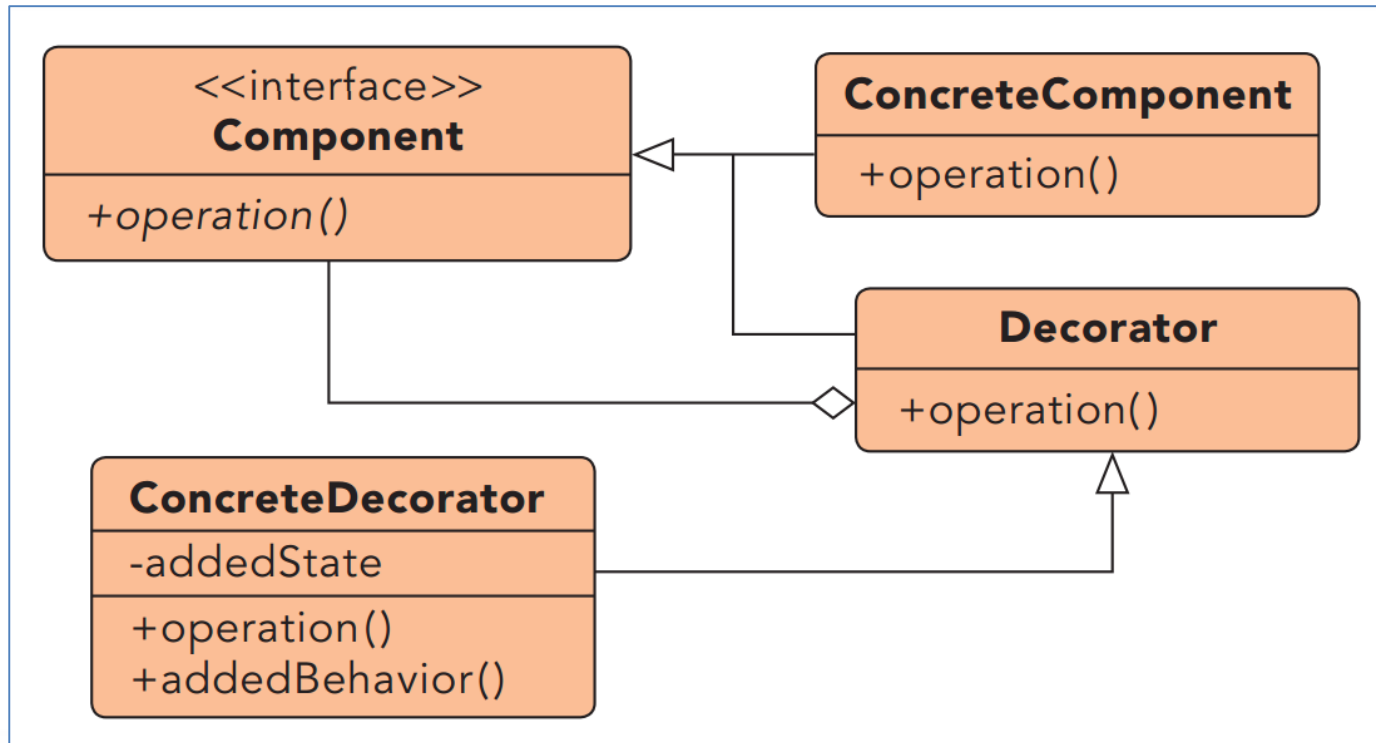 <<interface>>
Component
+operation()
ConcreteComponent
+operation()
Decorator
+operation()
ConcreteDecorator
-addedState
+operation()
+addedBehavior()